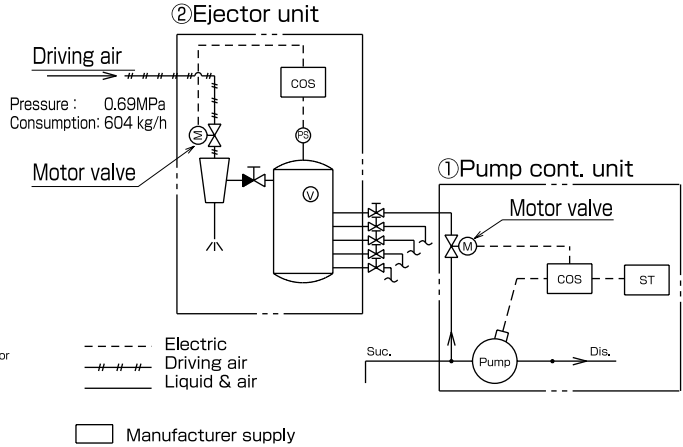 ②Ejector unit
Driving air
Pressure : 0.69MPa
Consumption: 604 kg/h
Motor valve
M
COS
PS
V
①Pump cont. unit
Motor valve
M
COS
ST
Suc.
Pump
Dis.
or
Electric
Driving air
Liquid & air
Manufacturer supply